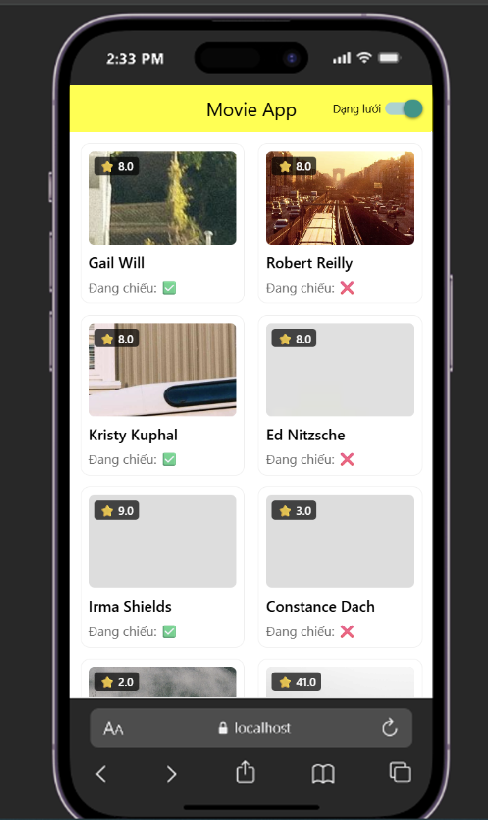 2:33 PM
Movie App
Dạng lưới
8.0
8.0
Gail Will
Robert Reilly
Đang chiếu: ✅
Đang chiếu: ❌
8.0
8.0
Kristy Kuphal
Ed Nitzsche
Đang chiếu: ✅
Đang chiếu: ❌
9.0
3.0
Irma Shields
Constance Dach
Đang chiếu: ✅
Đang chiếu: ❌
2.0
41.0
AA
localhost